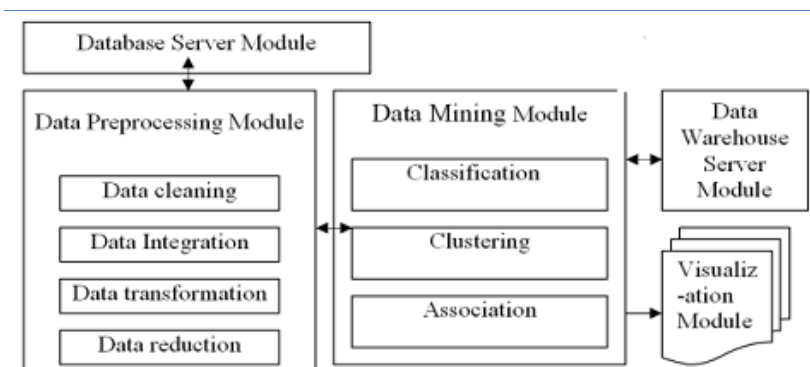 Database Server Module
Data Preprocessing Module
Data cleaning
Data Integration
Data transformation
Data reduction
Data Mining Module
Classification
Clustering
Association
Data
Warehouse
Server
Module
Visualiz
-ation
Module